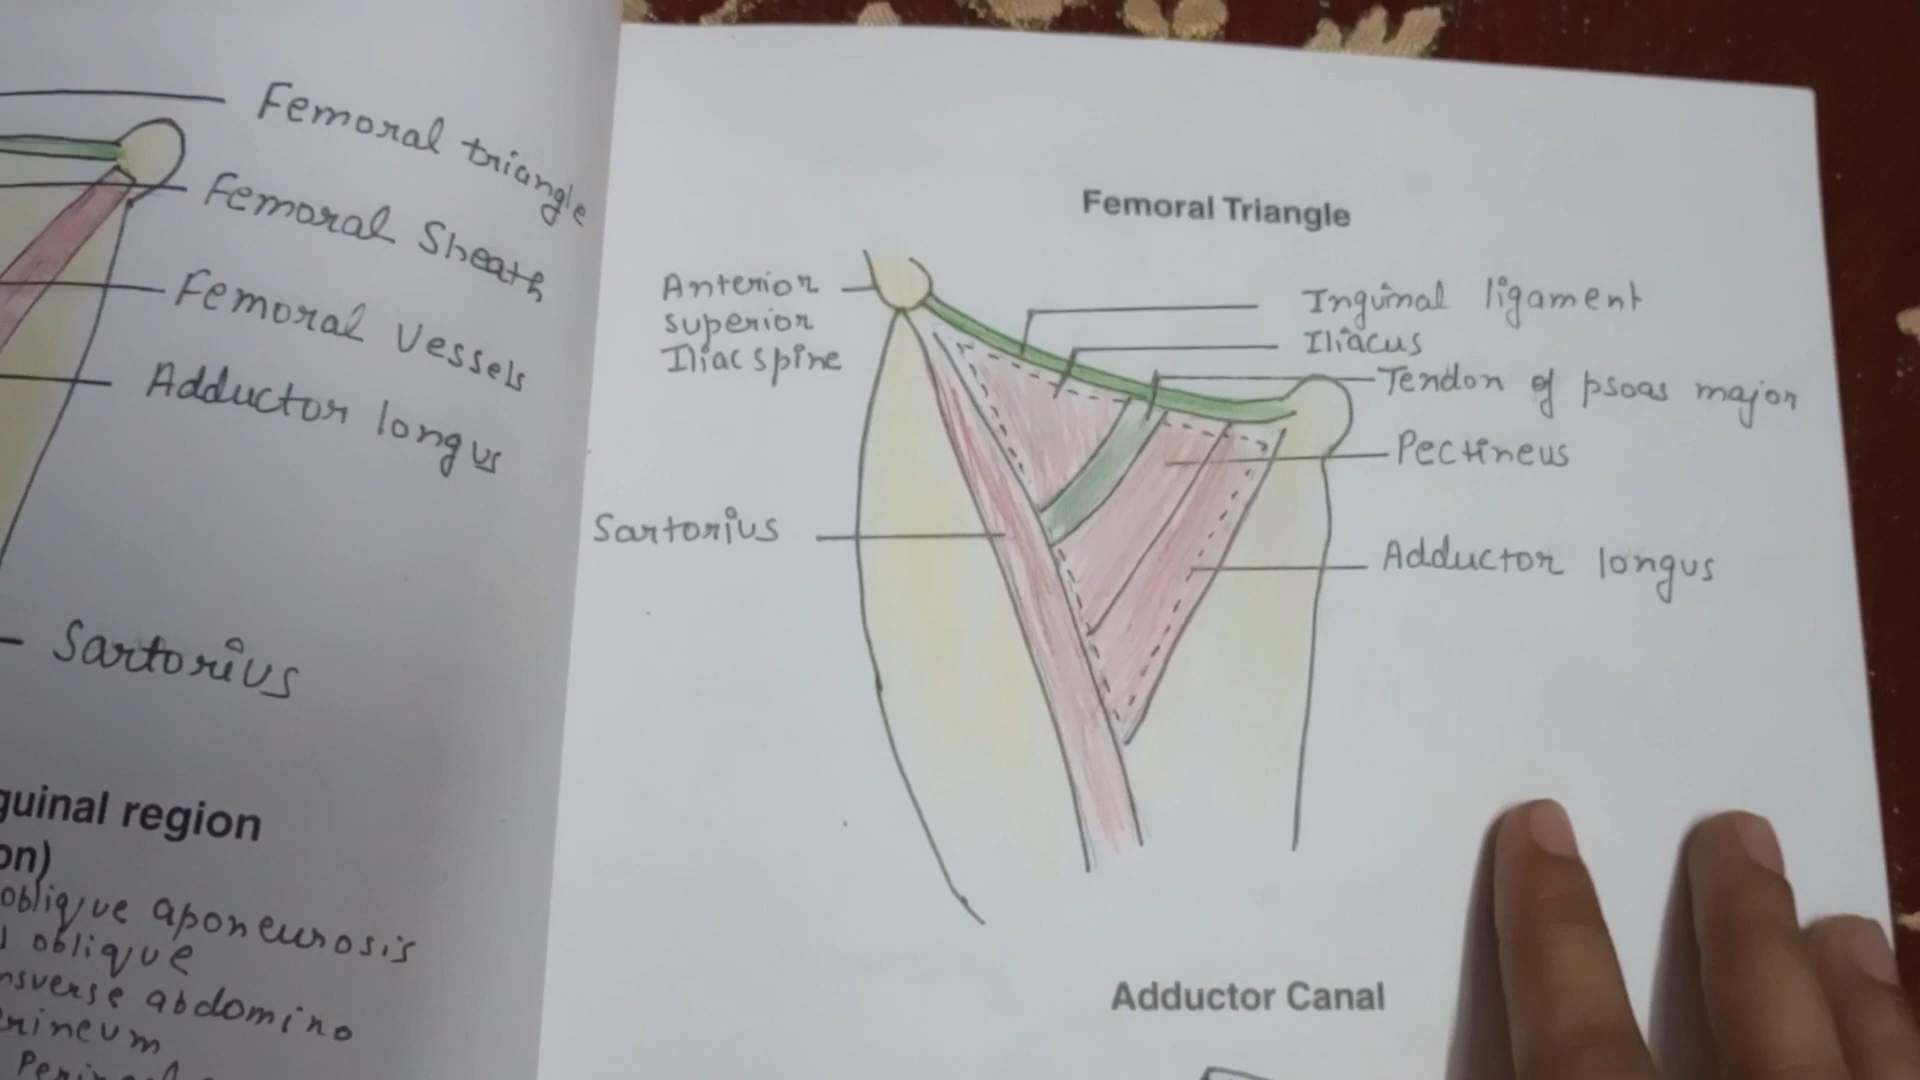 Femoral triangle
Femoral Sheath
Femoral Vessels
Adductor longus
Sartorius
guinal region
on)
oblique aponeurosis
l oblique
nsverse abdomino
erineum
Femoral Triangle
Anterior
superior
Iliac spine
Sartorius
Inguinal ligament
Iliacus
Tendon of psoas major
Pectineus
Adductor longus
Adductor Canal